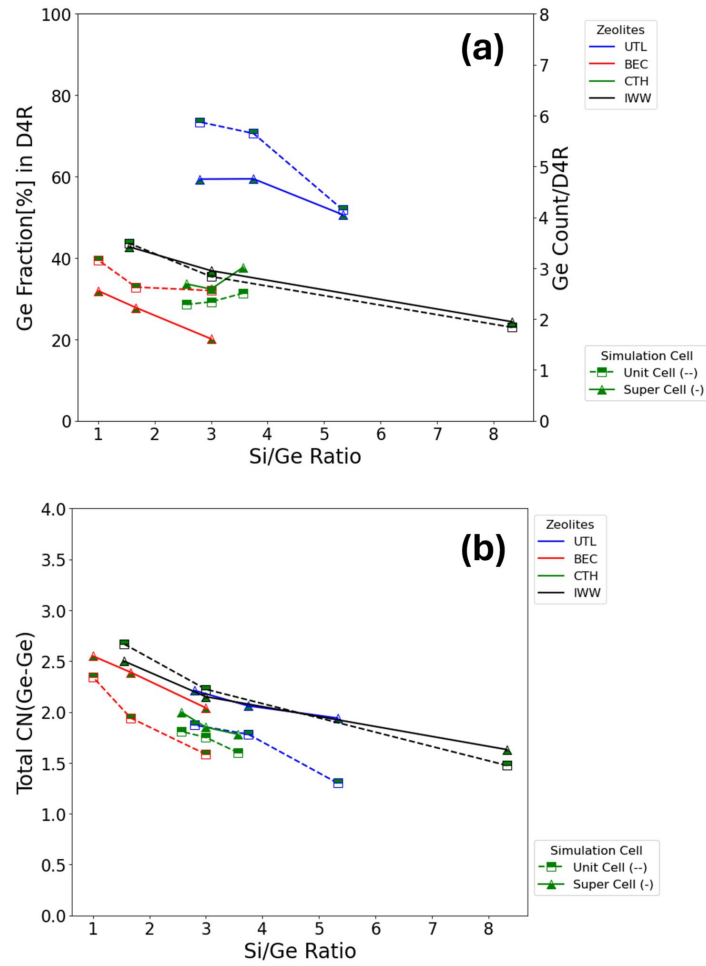 (a)
Ge Fraction[%] in D4R
100
80
60
40
20
0
8
7
6
5
4
3
2
1
0
Ge Count/D4R
1 2 3 4 5 6 7 8
Si/Ge Ratio
Zeolites
UTL
BEC
CTH
IWW
Simulation Cell
Unit Cell (--)
Super Cell (-)
(b)
Total CN(Ge-Ge)
4.0
3.5
3.0
2.5
2.0
1.5
1.0
0.5
0.0
1 2 3 4 5 6 7 8
Si/Ge Ratio
Zeolites
UTL
BEC
CTH
IWW
Simulation Cell
Unit Cell (--)
Super Cell (-)